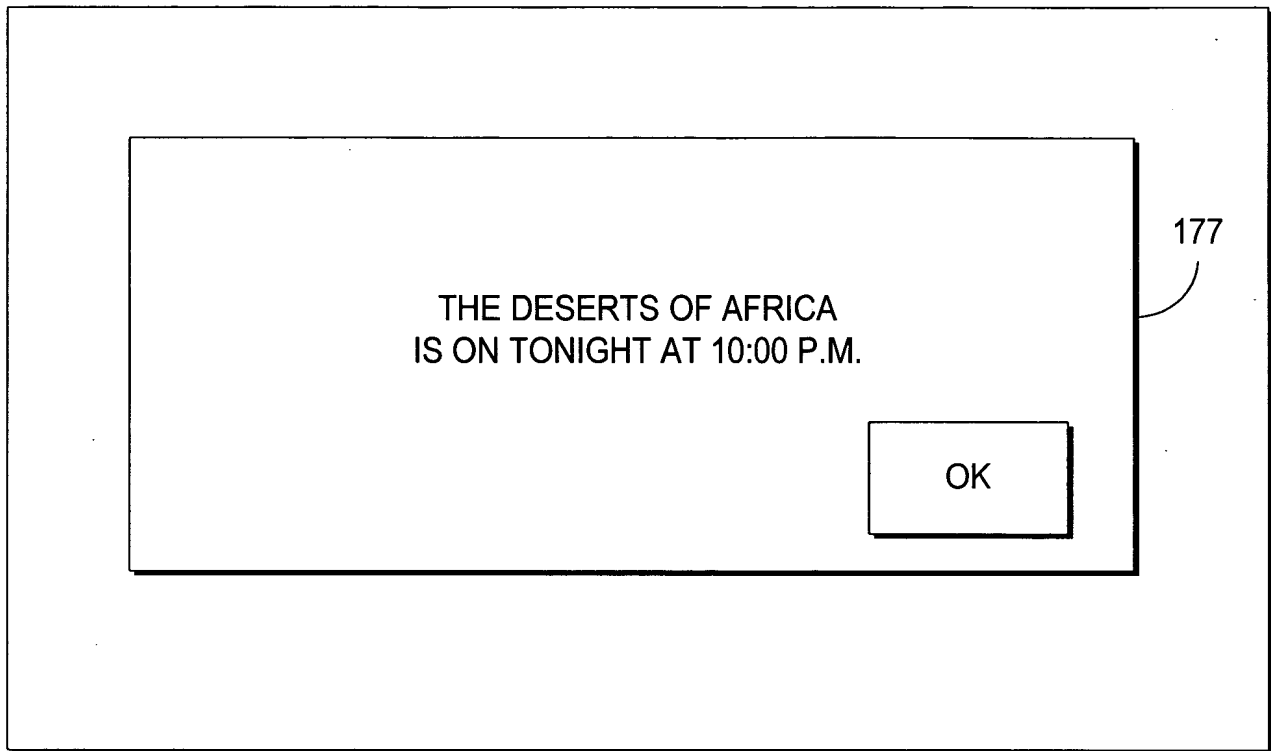 THE DESERTS OF AFRICA
IS ON TONIGHT AT 10:00 P.M.
OK
177